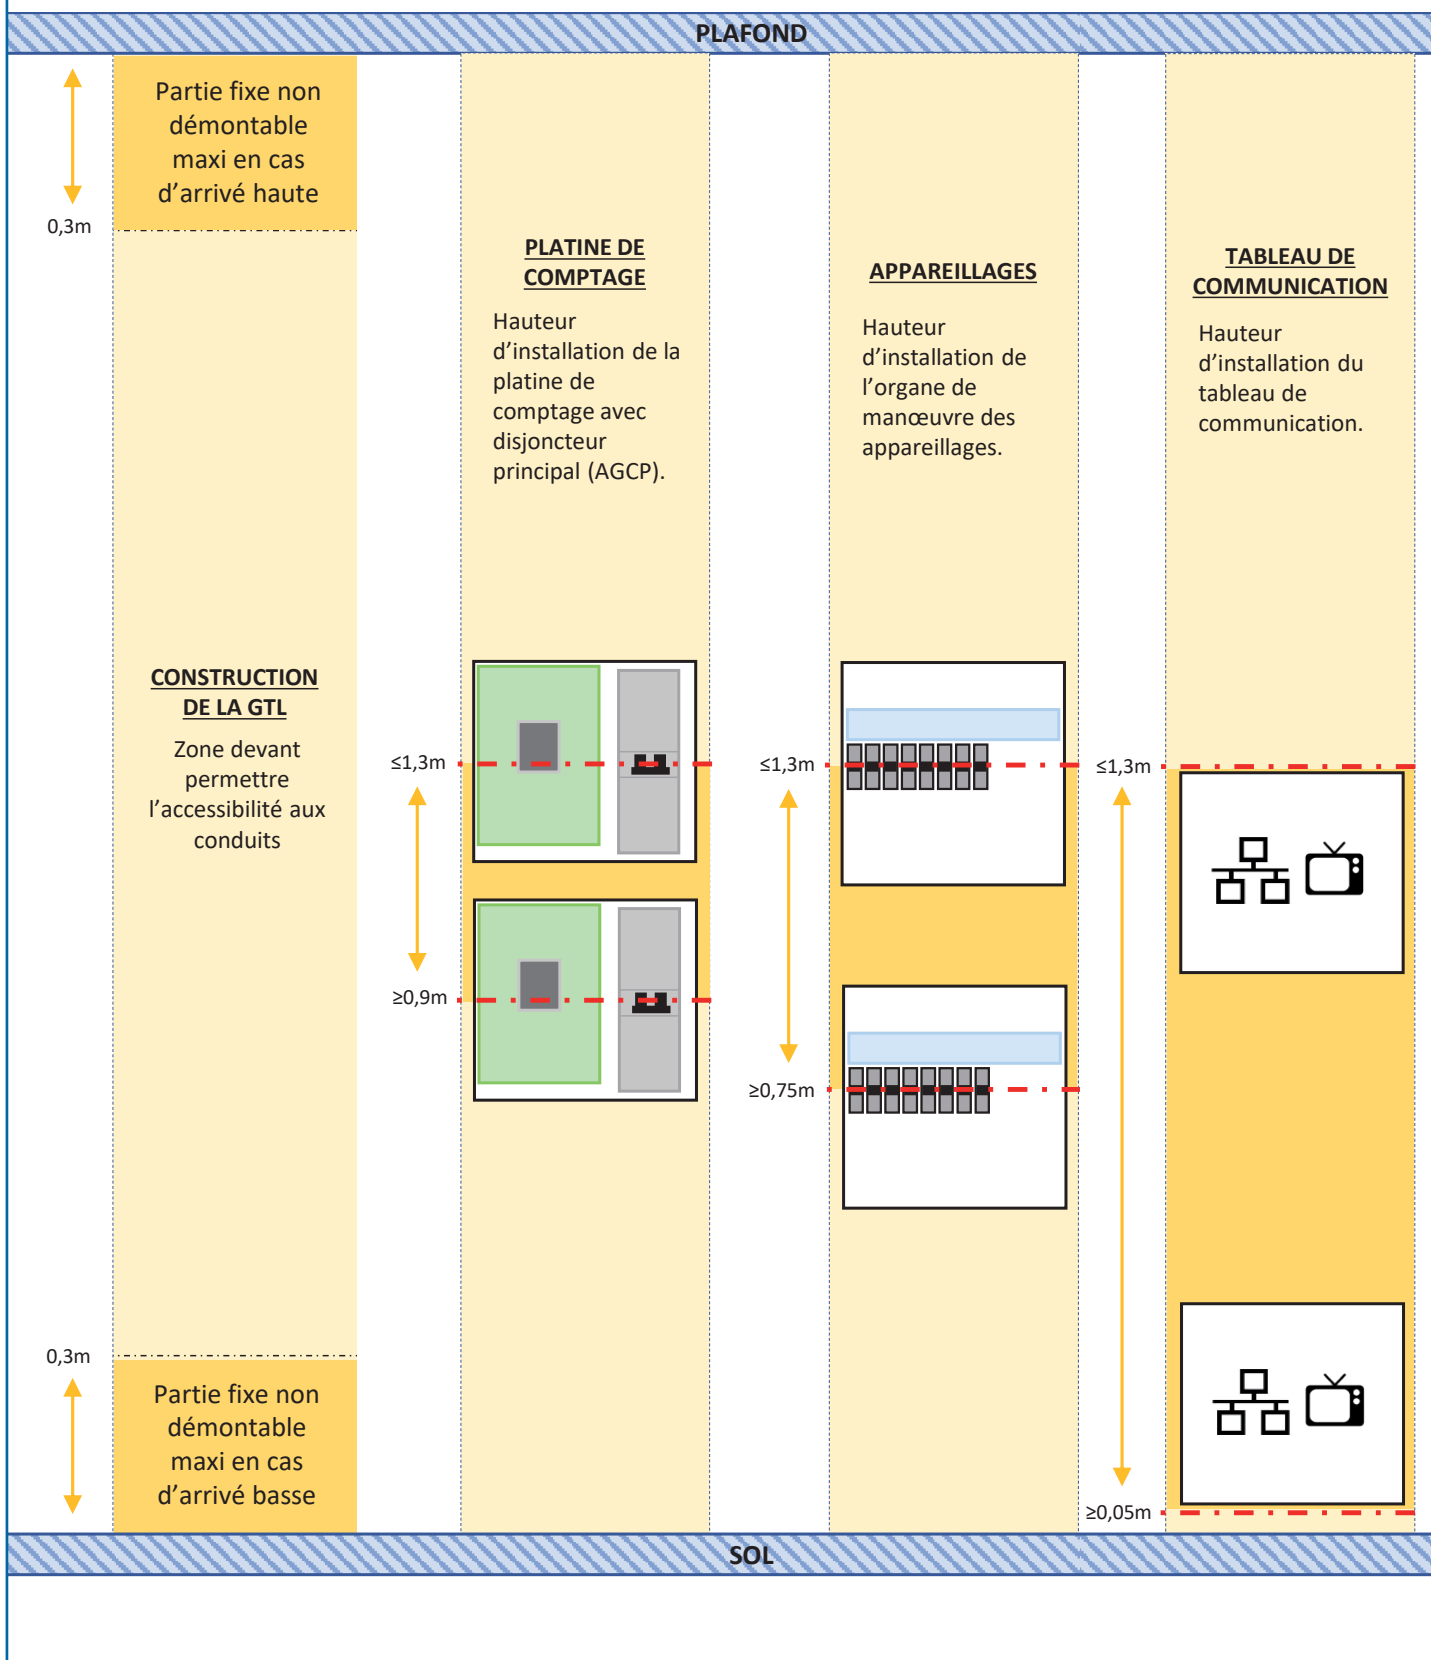 PLAFOND
Partie fixe non
démontable
maxi en cas
d’arrivé haute
0,3m
CONSTRUCTION
DE LA GTL
Zone devant
permettre
l’accessibilité aux
conduits
0,3m
Partie fixe non
démontable
maxi en cas
d’arrivé basse
PLATINE DE
COMPTAGE
Hauteur
d’installation de la
platine de
comptage avec
disjoncteur
principal (AGCP).
≤1,3m
≥0,9m
APPAREILLAGES
Hauteur
d’installation de
l’organe de
manœuvre des
appareillages.
≤1,3m
≥0,75m
TABLEAU DE
COMMUNICATION
Hauteur
d’installation du
tableau de
communication.
≤1,3m
≥0,05m
SOL